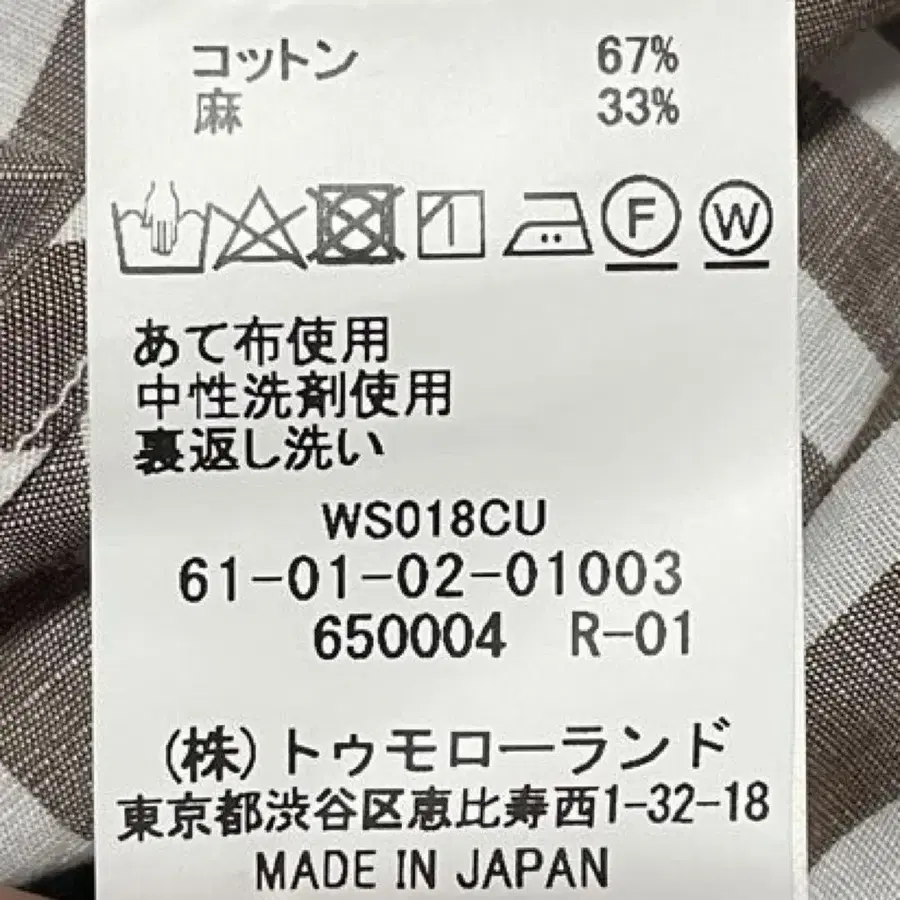 コットン 67%
麻 33%
F W
あて布使用
中性洗剤使用
裏返し洗い
WS018CU
61-01-02-01003
650004 R-01
(株)トゥモローランド
東京都渋谷区恵比寿西1-32-18
MADE IN JAPAN